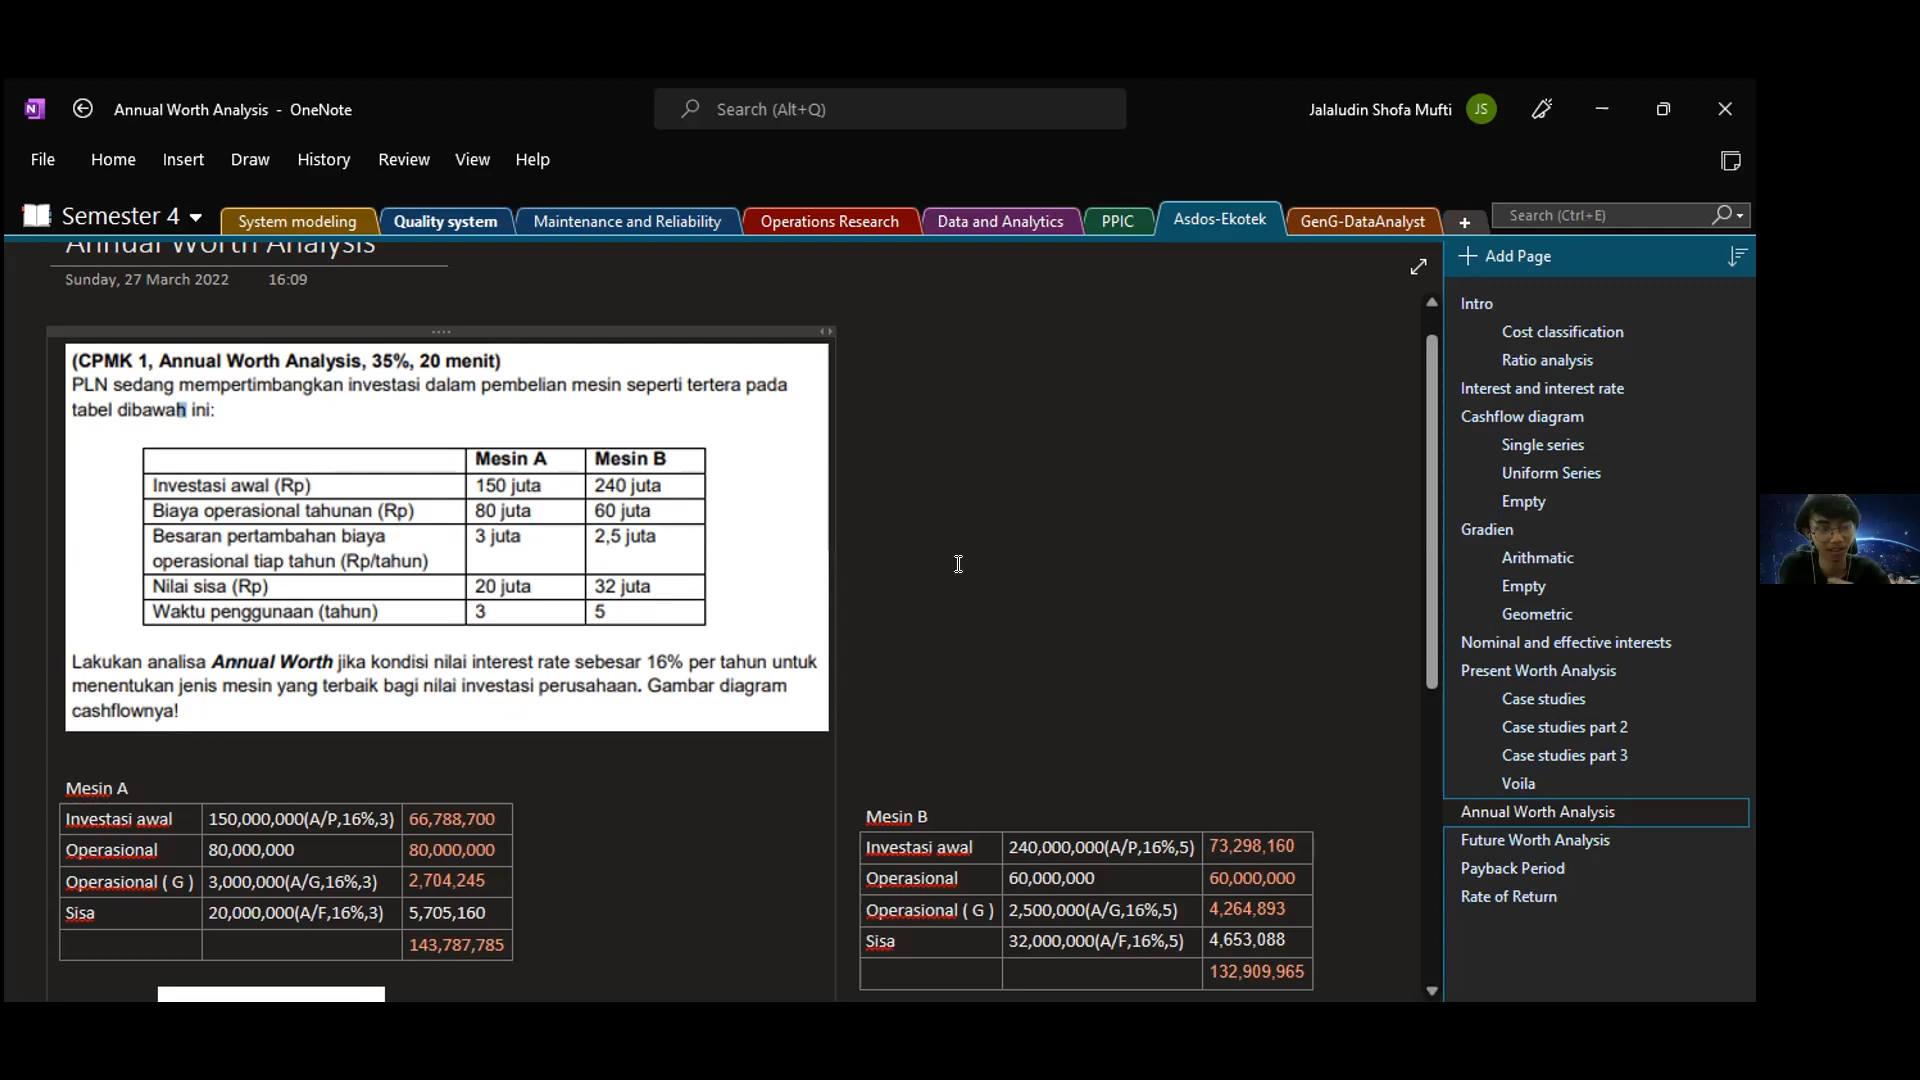 Annual Worth Analysis - OneNote
Search (Alt+Q)
Jalaludin Shofa Mufti
JS
File Home Insert Draw History Review View Help
Semester 4
System modeling
Quality system
Maintenance and Reliability
Operations Research
Data and Analytics
PPIC
Asdos-Ekotek
GenG-DataAnalyst
Search (Ctrl+E)
Annual Worth Analysis
Sunday, 27 March 2022 16:09
(CPMK 1, Annual Worth Analysis, 35%, 20 menit)
PLN sedang mempertimbangkan investasi dalam pembelian mesin seperti tertera pada
tabel dibawah ini:
Mesin A Mesin B
Investasi awal (Rp) 150 juta 240 juta
Biaya operasional tahunan (Rp) 80 juta 60 juta
Besaran pertambahan biaya 3 juta 2,5 juta
operasional tiap tahun (Rp/tahun)
Nilai sisa (Rp) 20 juta 32 juta
Waktu penggunaan (tahun) 3 5
Lakukan analisa Annual Worth jika kondisi nilai interest rate sebesar 16% per tahun untuk
menentukan jenis mesin yang terbaik bagi nilai investasi perusahaan. Gambar diagram
cashflownya!
Mesin A
Investasi awal 150,000,000(A/P,16%,3) 66,788,700
Operasional 80,000,000 80,000,000
Operasional ( G ) 3,000,000(A/G,16%,3) 2,704,245
Sisa 20,000,000(A/F,16%,3) 5,705,160
143,787,785
Mesin B
Investasi awal 240,000,000(A/P,16%,5) 73,298,160
Operasional 60,000,000 60,000,000
Operasional ( G ) 2,500,000(A/G,16%,5) 4,264,893
Sisa 32,000,000(A/F,16%,5) 4,653,088
132,909,965
Add Page
Intro
Cost classification
Ratio analysis
Interest and interest rate
Cashflow diagram
Single series
Uniform Series
Empty
Gradien
Arithmatic
Empty
Geometric
Nominal and effective interests
Present Worth Analysis
Case studies
Case studies part 2
Case studies part 3
Voila
Annual Worth Analysis
Future Worth Analysis
Payback Period
Rate of Return